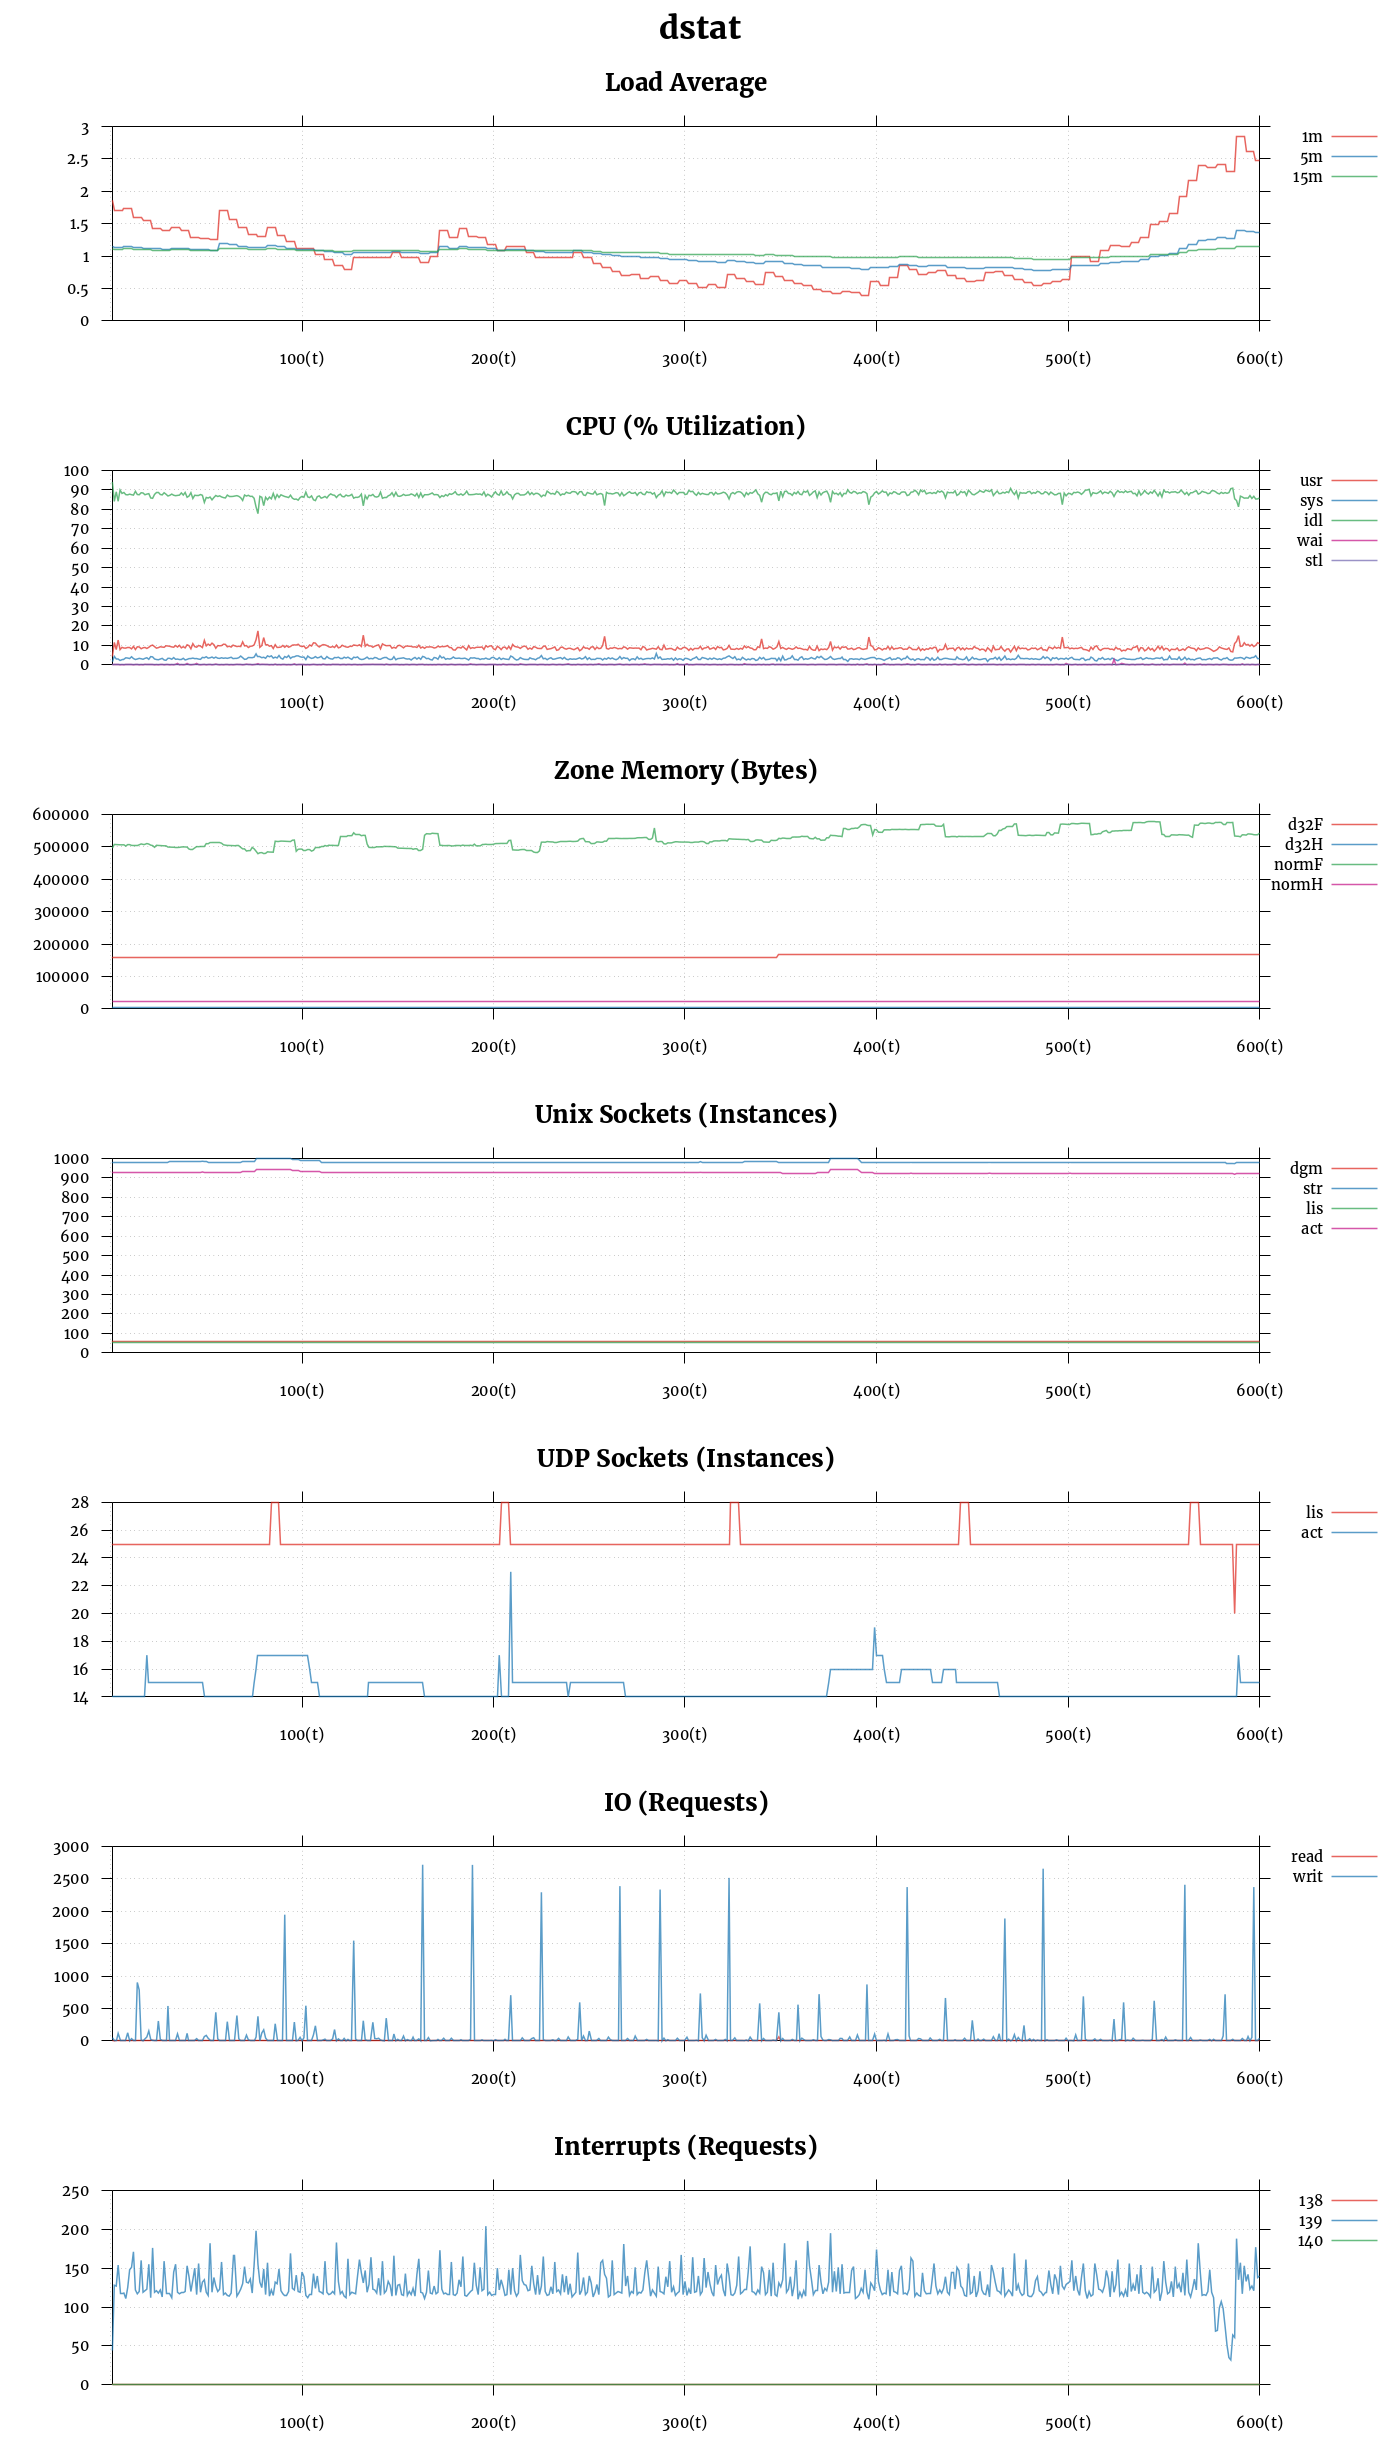 dstat
Load Average
3
2.5
2
1.5
1
0.5
0
1m
5m
15m
100(t) 200(t) 300(t) 400(t) 500(t) 600(t)
CPU (% Utilization)
100
90
80
70
60
50
40
30
20
10
0
usr
sys
idl
wai
stl
100(t) 200(t) 300(t) 400(t) 500(t) 600(t)
Zone Memory (Bytes)
600000
500000
400000
300000
200000
100000
0
d32F
d32H
normF
normH
100(t) 200(t) 300(t) 400(t) 500(t) 600(t)
Unix Sockets (Instances)
1000
900
800
700
600
500
400
300
200
100
0
dgm
str
lis
act
100(t) 200(t) 300(t) 400(t) 500(t) 600(t)
UDP Sockets (Instances)
28
26
24
22
20
18
16
14
lis
act
100(t) 200(t) 300(t) 400(t) 500(t) 600(t)
IO (Requests)
3000
2500
2000
1500
1000
500
0
read
writ
100(t) 200(t) 300(t) 400(t) 500(t) 600(t)
Interrupts (Requests)
250
200
150
100
50
0
138
139
140
100(t) 200(t) 300(t) 400(t) 500(t) 600(t)